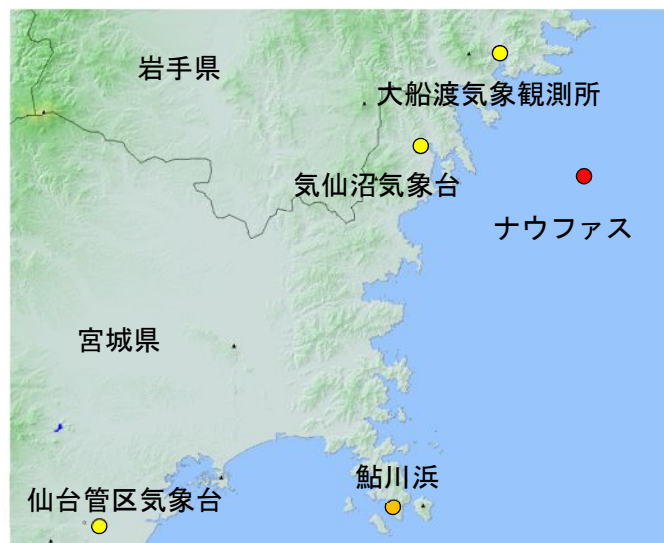 岩手県
大船渡気象観測所
気仙沼気象台
ナウファス
宮城県
鮎川浜
仙台管区気象台